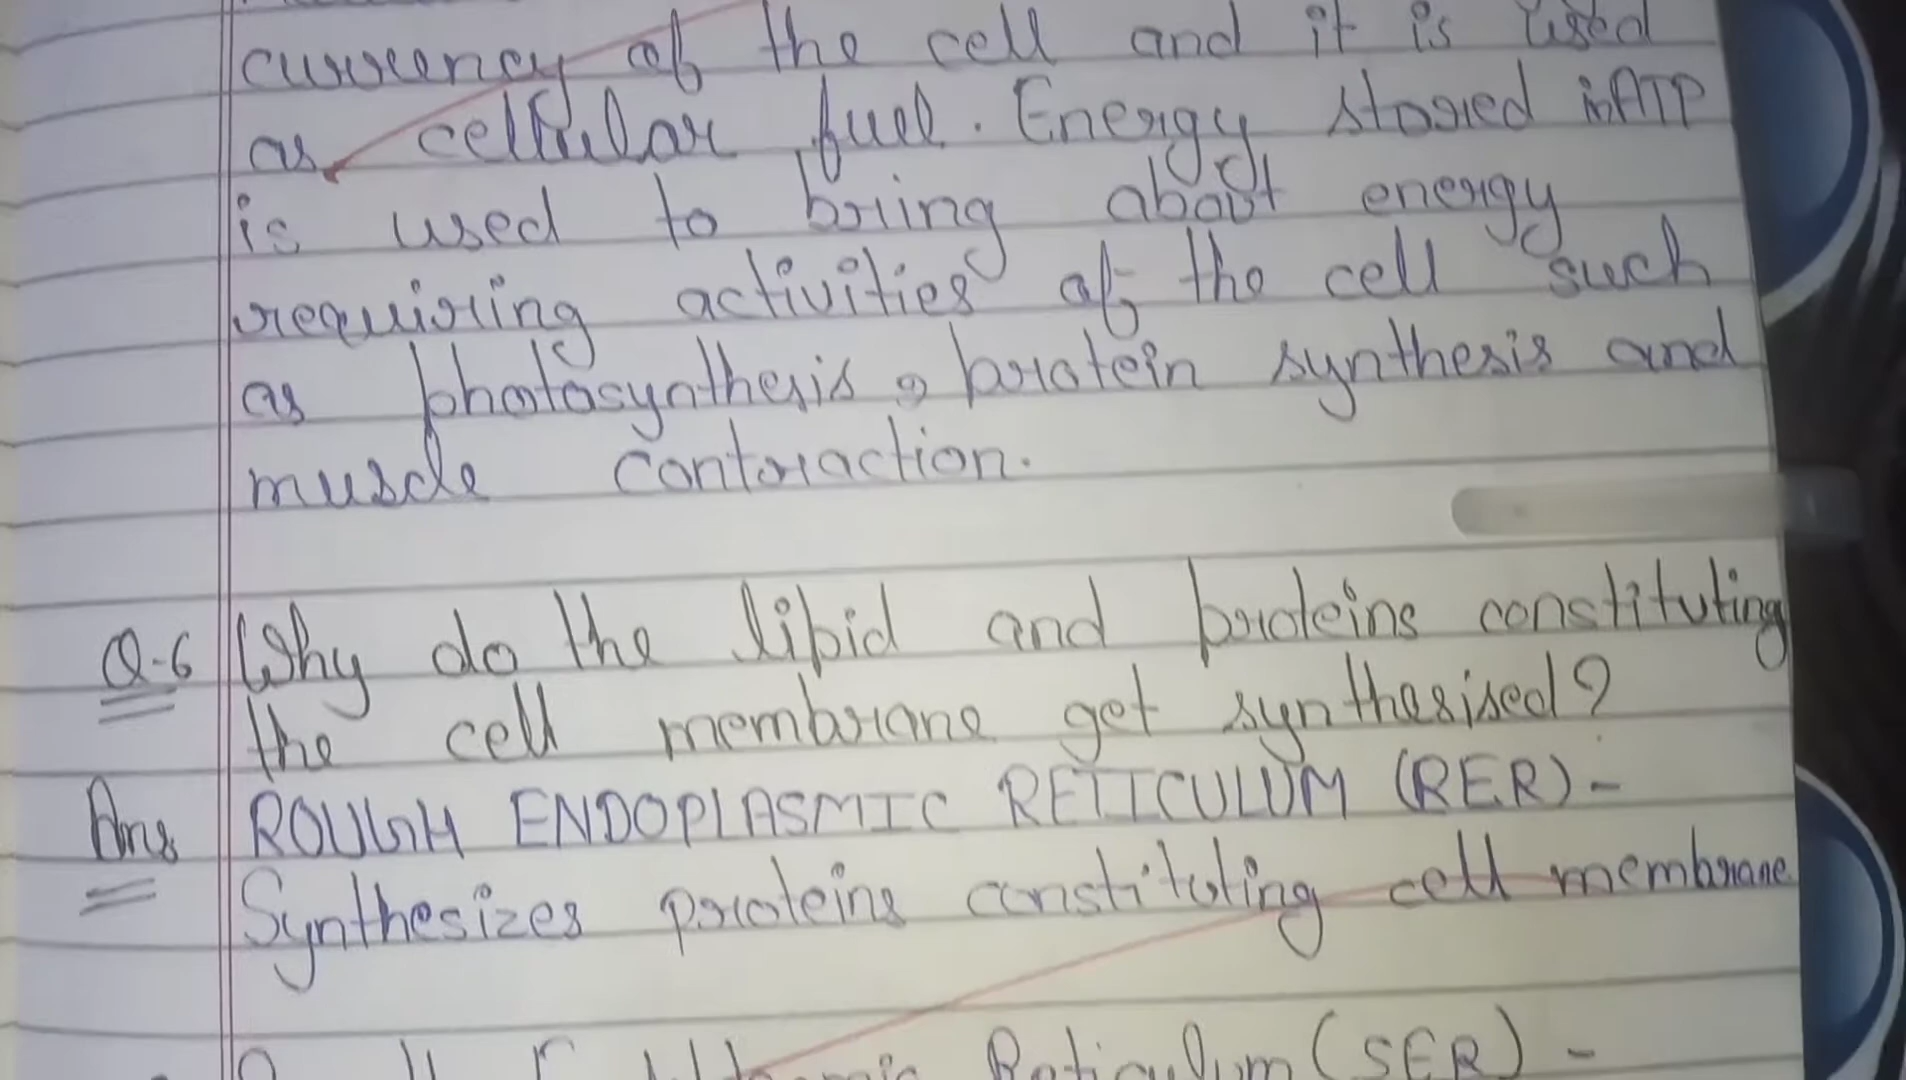 currency of the cell and it is used
as cellular fuel. Energy stored in ATP
is used to bring about energy
requiring activities of the cell such
as photosynthesis, protein synthesis and
muscle contraction.
Q-6 Why do the lipid and proteins constituting
the cell membrane get synthesised?
Ans ROUGH ENDOPLASMIC RETICULUM (RER) -
Synthesizes proteins constituting cell membrane
Reticulum (SER) -